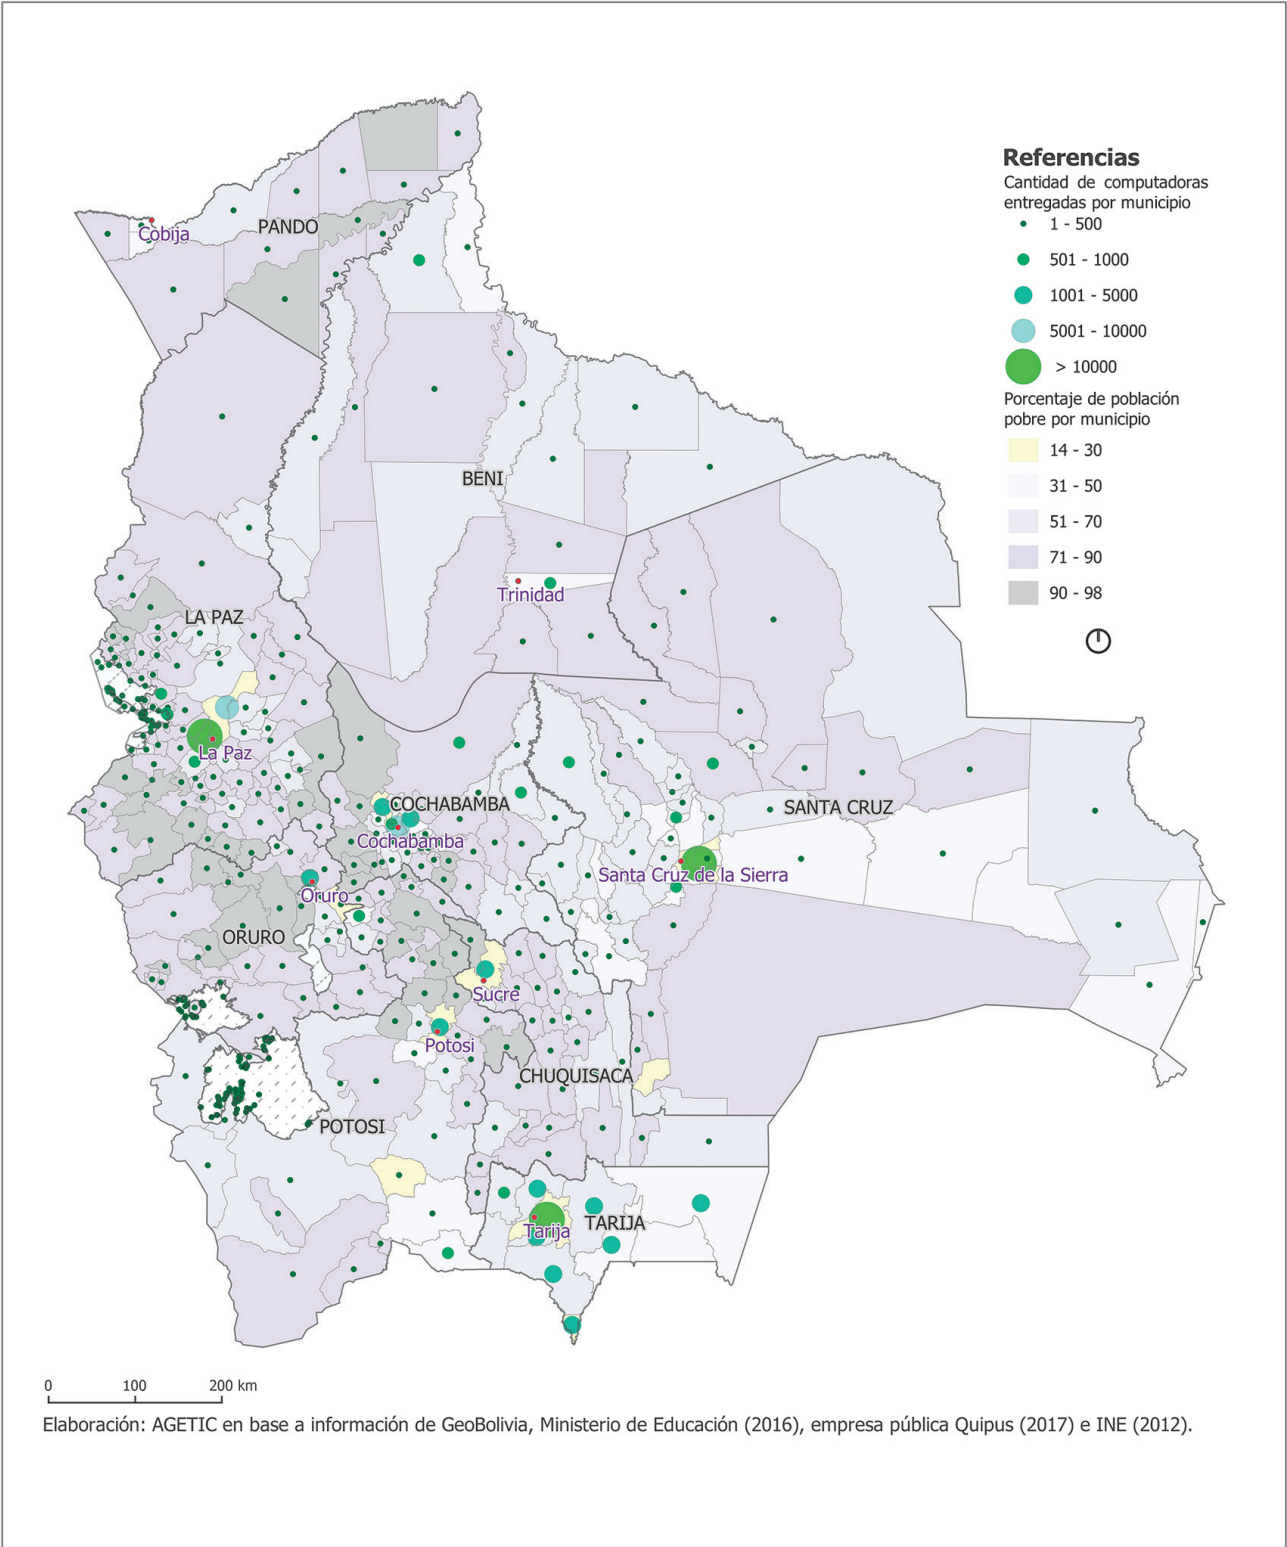 Referencias
Cantidad de computadoras
entregadas por municipio
1 - 500
501 - 1000
1001 - 5000
5001 - 10000
> 10000
Porcentaje de población
pobre por municipio
14 - 30
31 - 50
51 - 70
71 - 90
90 - 98
PANDO
Cobija
BENI
Trinidad
LA PAZ
La Paz
COCHABAMBA
Cochabamba
SANTA CRUZ
Santa Cruz de la Sierra
Oruro
ORURO
Sucre
Potosi
CHUQUISACA
POTOSI
TARIJA
Tarija
0 100 200 km
Elaboración: AGETIC en base a información de GeoBolivia, Ministerio de Educación (2016), empresa pública Quipus (2017) e INE (2012).